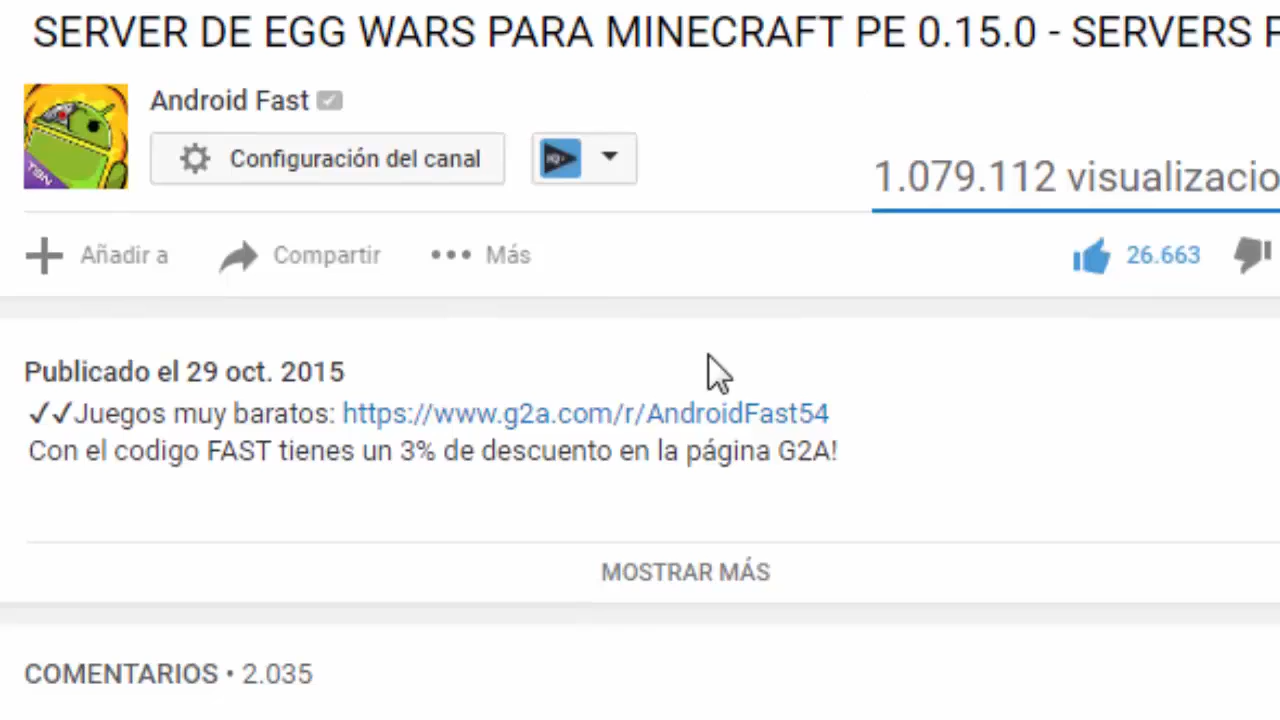 SERVER DE EGG WARS PARA MINECRAFT PE 0.15.0 - SERVERS
Android Fast
TGN
Configuración del canal
HQ+
1.079.112 visualizacio
Añadir a
Compartir
Más
26.663
Publicado el 29 oct. 2015
✓✓Juegos muy baratos: https://www.g2a.com/r/AndroidFast54
Con el codigo FAST tienes un 3% de descuento en la página G2A!
MOSTRAR MÁS
COMENTARIOS • 2.035